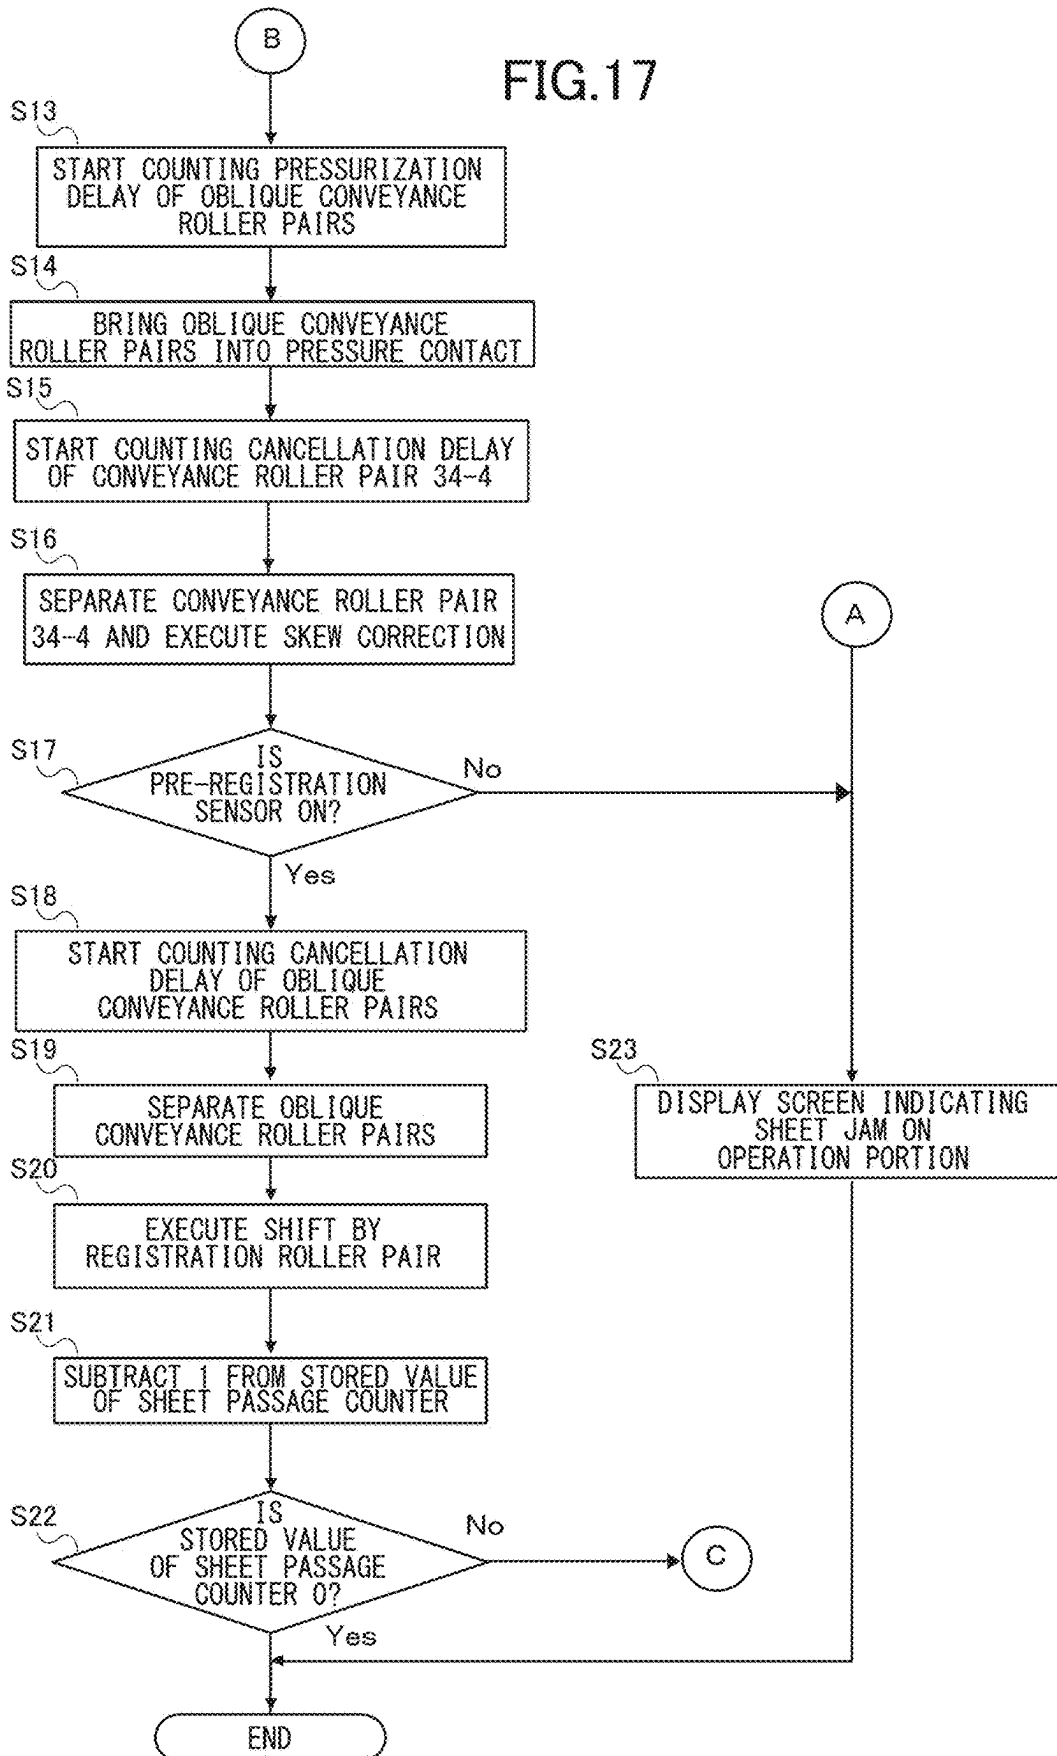 B
FIG.17
S13
START COUNTING PRESSURIZATION
DELAY OF OBLIQUE CONVEYANCE
ROLLER PAIRS
S14
BRING OBLIQUE CONVEYANCE
ROLLER PAIRS INTO PRESSURE CONTACT
S15
START COUNTING CANCELLATION DELAY
OF CONVEYANCE ROLLER PAIR 34-4
S16
SEPARATE CONVEYANCE ROLLER PAIR
34-4 AND EXECUTE SKEW CORRECTION
A
S17
IS
PRE-REGISTRATION
SENSOR ON?
No
Yes
S18
START COUNTING CANCELLATION
DELAY OF OBLIQUE
CONVEYANCE ROLLER PAIRS
S19
SEPARATE OBLIQUE
CONVEYANCE ROLLER PAIRS
S23
DISPLAY SCREEN INDICATING
SHEET JAM ON
OPERATION PORTION
S20
EXECUTE SHIFT BY
REGISTRATION ROLLER PAIR
S21
SUBTRACT 1 FROM STORED VALUE
OF SHEET PASSAGE COUNTER
S22
IS
STORED VALUE
OF SHEET PASSAGE
COUNTER 0?
No
C
Yes
END